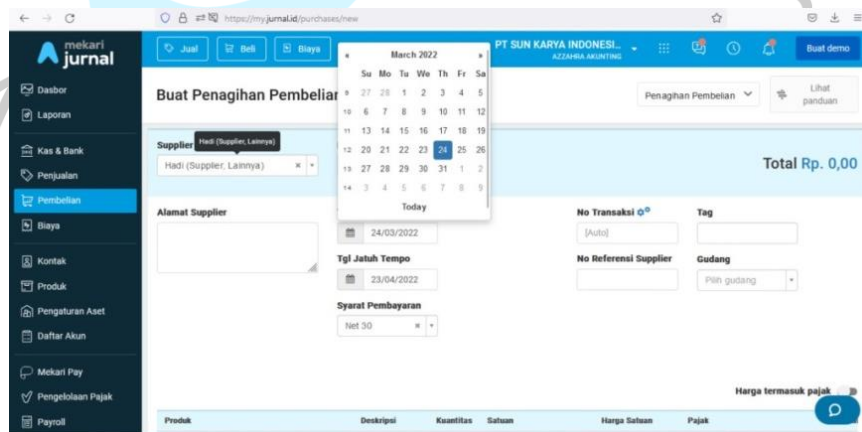 https://my.jurnal.id/purchases/new
mekari
jurnal
Jual
Beli
Biaya
PT SUN KARYA INDONESI..
AZZAHRA AKUNTING
Buat demo
Dasbor
Laporan
Kas & Bank
Penjualan
Pembelian
Biaya
Kontak
Produk
Pengaturan Aset
Daftar Akun
Mekari Pay
Pengelolaan Pajak
Payroll
Buat Penagihan Pembelian
Penagihan Pembelian
Lihat
panduan
« March 2022 »
Su Mo Tu We Th Fr Sa
9 27 28 1 2 3 4 5
10 6 7 8 9 10 11 12
11 13 14 15 16 17 18 19
12 20 21 22 23 24 25 26
13 27 28 29 30 31 1 2
14 3 4 5 6 7 8 9
Today
Supplier
Hadi (Supplier, Lainnya)
Hadi (Supplier, Lainnya) ×
Total Rp. 0,00
Alamat Supplier
24/03/2022
Tgl Jatuh Tempo
23/04/2022
Syarat Pembayaran
Net 30 ×
No Transaksi
[Auto]
No Referensi Supplier
Tag
Gudang
Pilih gudang
Harga termasuk pajak
Produk Deskripsi Kuantitas Satuan Harga Satuan Pajak